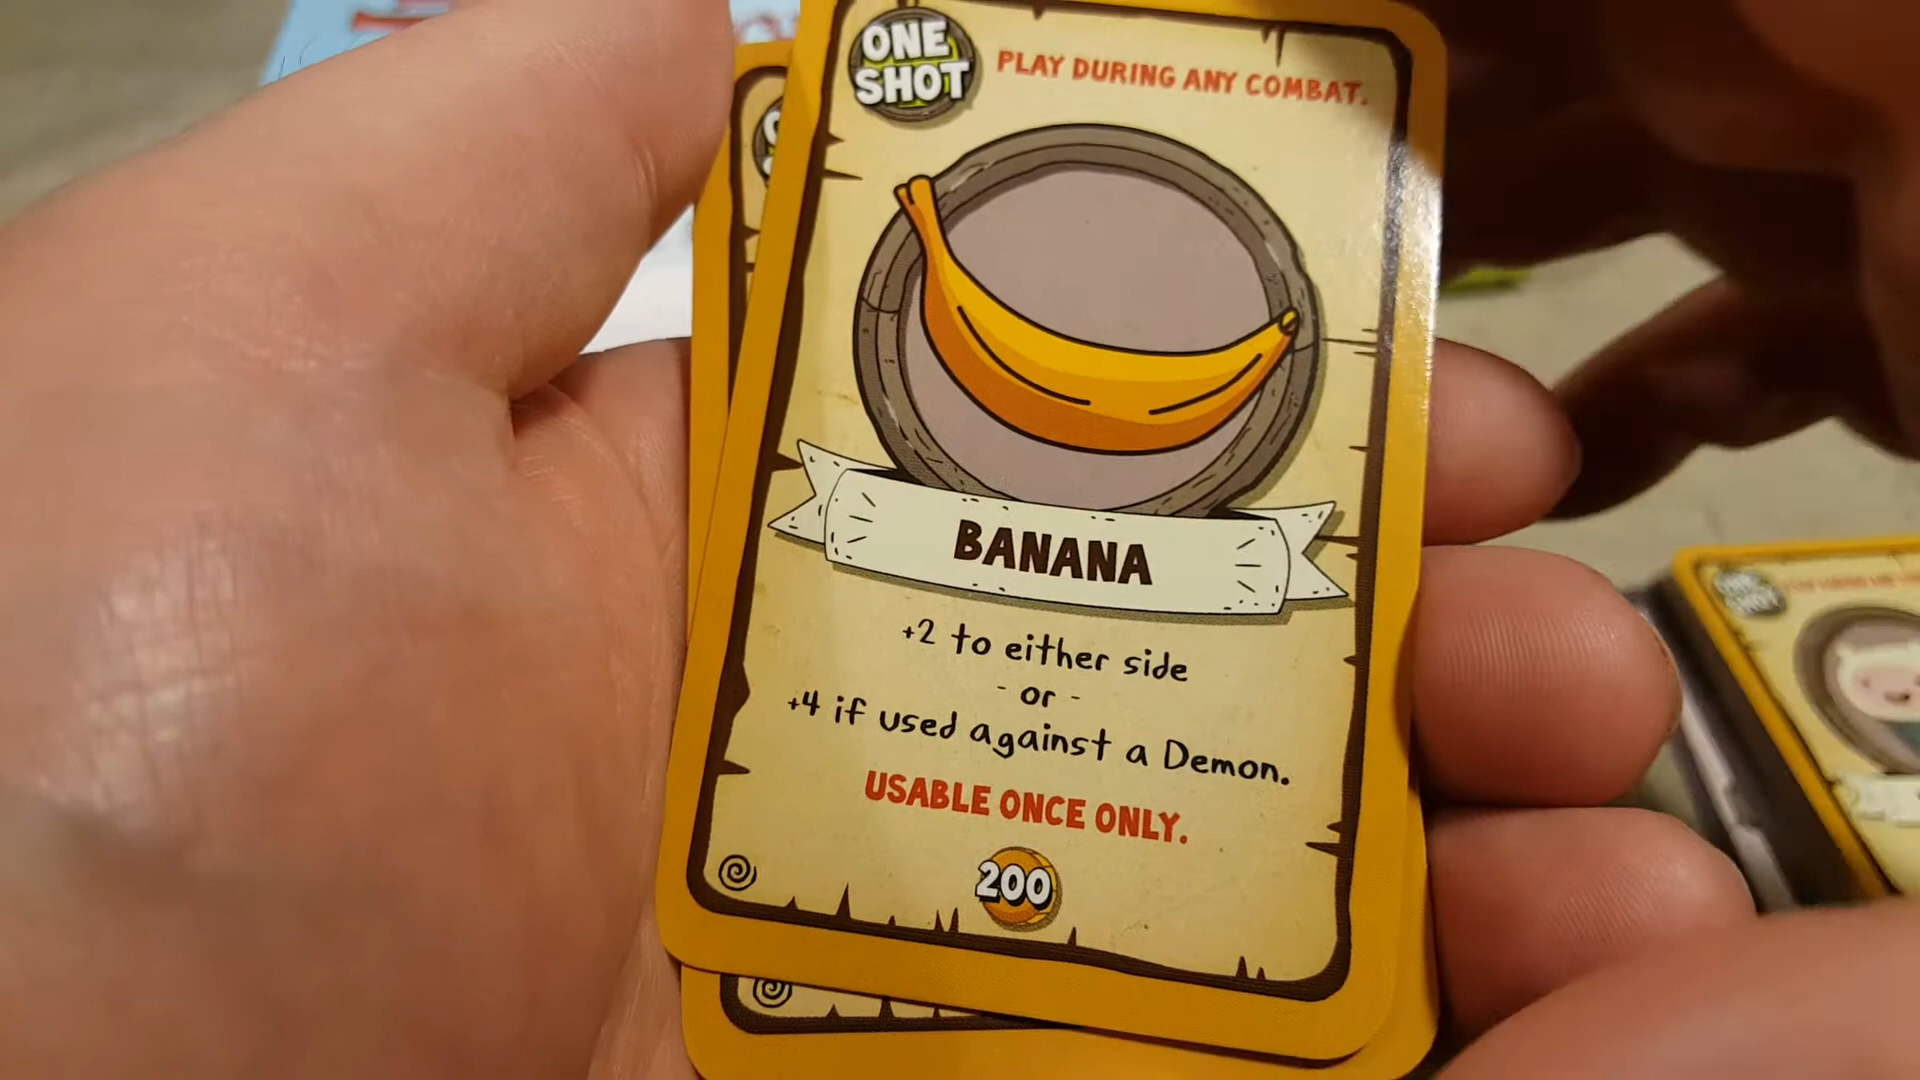 ONE
SHOT
PLAY DURING ANY COMBAT.
BANANA
+2 to either side
- or -
+4 if used against a Demon.
USABLE ONCE ONLY.
200